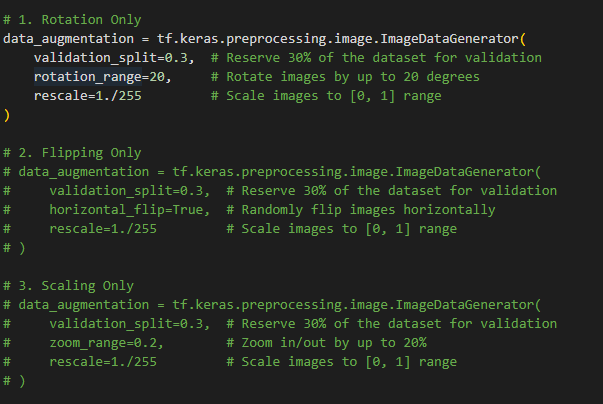 # 1. Rotation Only
data_augmentation = tf.keras.preprocessing.image.ImageDataGenerator(
    validation_split=0.3,  # Reserve 30% of the dataset for validation
    rotation_range=20,     # Rotate images by up to 20 degrees
    rescale=1./255         # Scale images to [0, 1] range
)
# 2. Flipping Only
# data_augmentation = tf.keras.preprocessing.image.ImageDataGenerator(
#     validation_split=0.3,  # Reserve 30% of the dataset for validation
#     horizontal_flip=True,  # Randomly flip images horizontally
#     rescale=1./255         # Scale images to [0, 1] range
# )
# 3. Scaling Only
# data_augmentation = tf.keras.preprocessing.image.ImageDataGenerator(
#     validation_split=0.3,  # Reserve 30% of the dataset for validation
#     zoom_range=0.2,        # Zoom in/out by up to 20%
#     rescale=1./255         # Scale images to [0, 1] range
# )